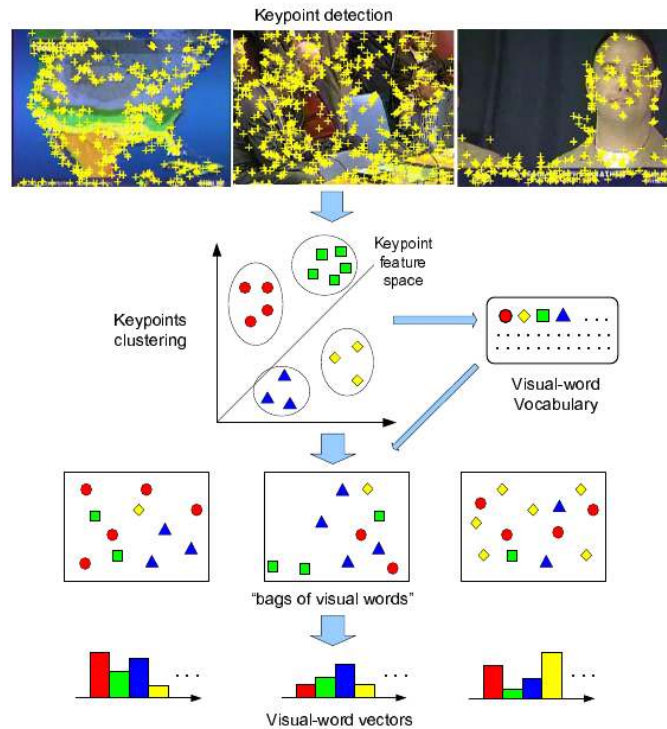 Keypoint detection
Keypoint
feature
space
Keypoints
clustering
Visual-word
Vocabulary
"bags of visual words"
Visual-word vectors